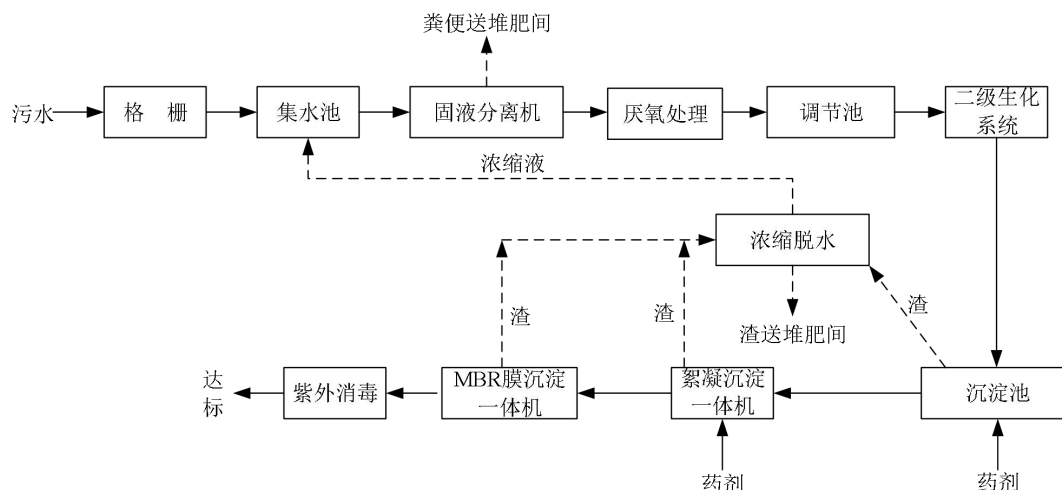 粪便送堆肥间
污水
格 栅
集水池
固液分离机
厌氧处理
调节池
二级生化
系统
浓缩液
浓缩脱水
渣
渣
渣
渣送堆肥间
达
标
紫外消毒
MBR膜沉淀
一体机
絮凝沉淀
一体机
沉淀池
药剂
药剂